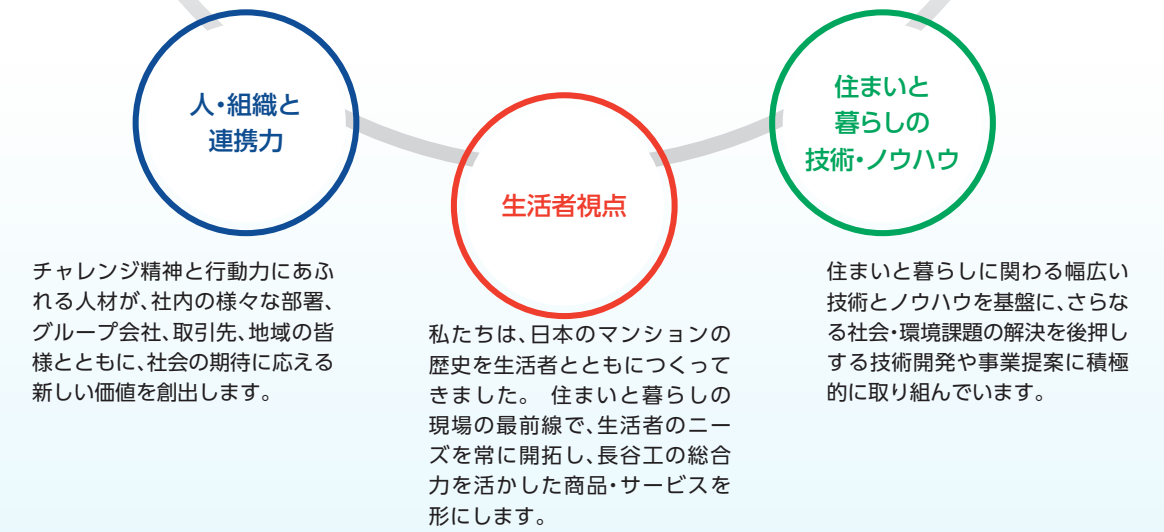 人・組織と
連携力
チャレンジ精神と行動力にあふ
れる人材が、社内の様々な部署、
グループ会社、取引先、地域の皆
様とともに、社会の期待に応える
新しい価値を創出します。
生活者視点
私たちは、日本のマンションの
歴史を生活者とともにつくって
きました。 住まいと暮らしの
現場の最前線で、生活者のニー
ズを常に開拓し、長谷工の総合
力を活かした商品・サービスを
形にします。
住まいと
暮らしの
技術・ノウハウ
住まいと暮らしに関わる幅広い
技術とノウハウを基盤に、さらな
る社会・環境課題の解決を後押し
する技術開発や事業提案に積極
的に取り組んでいます。